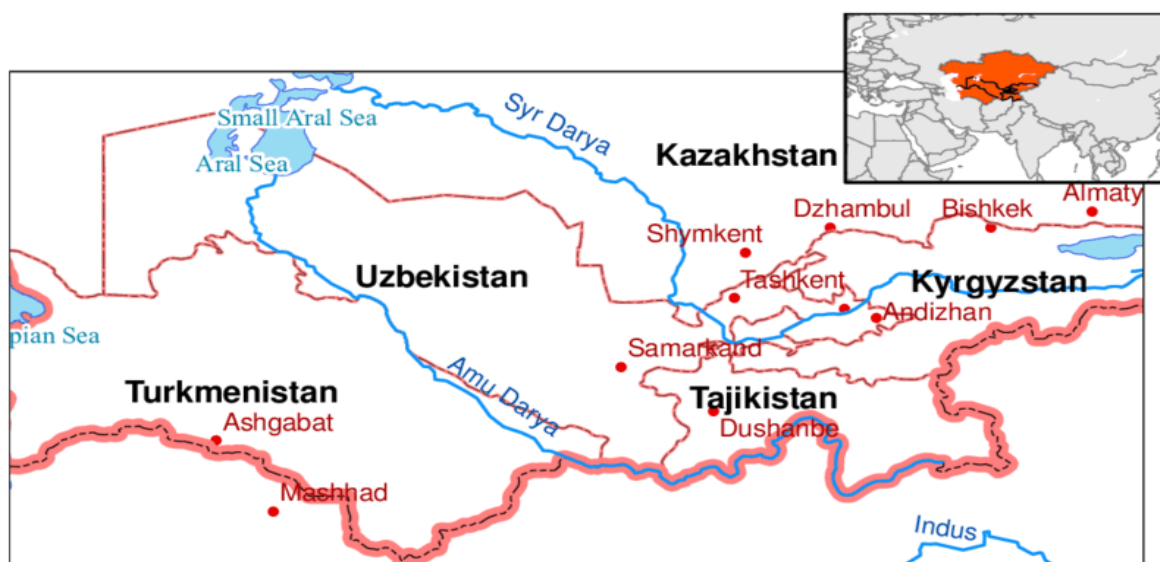 Small Aral Sea
Aral Sea
Syr Darya
Kazakhstan
Almaty
Dzhambul
Bishkek
Shymkent
Uzbekistan
Tashkent
Kyrgyzstan
Andizhan
pian Sea
Samarkand
Amu Darya
Turkmenistan
Tajikistan
Ashgabat
Dushanbe
Mashhad
Indus